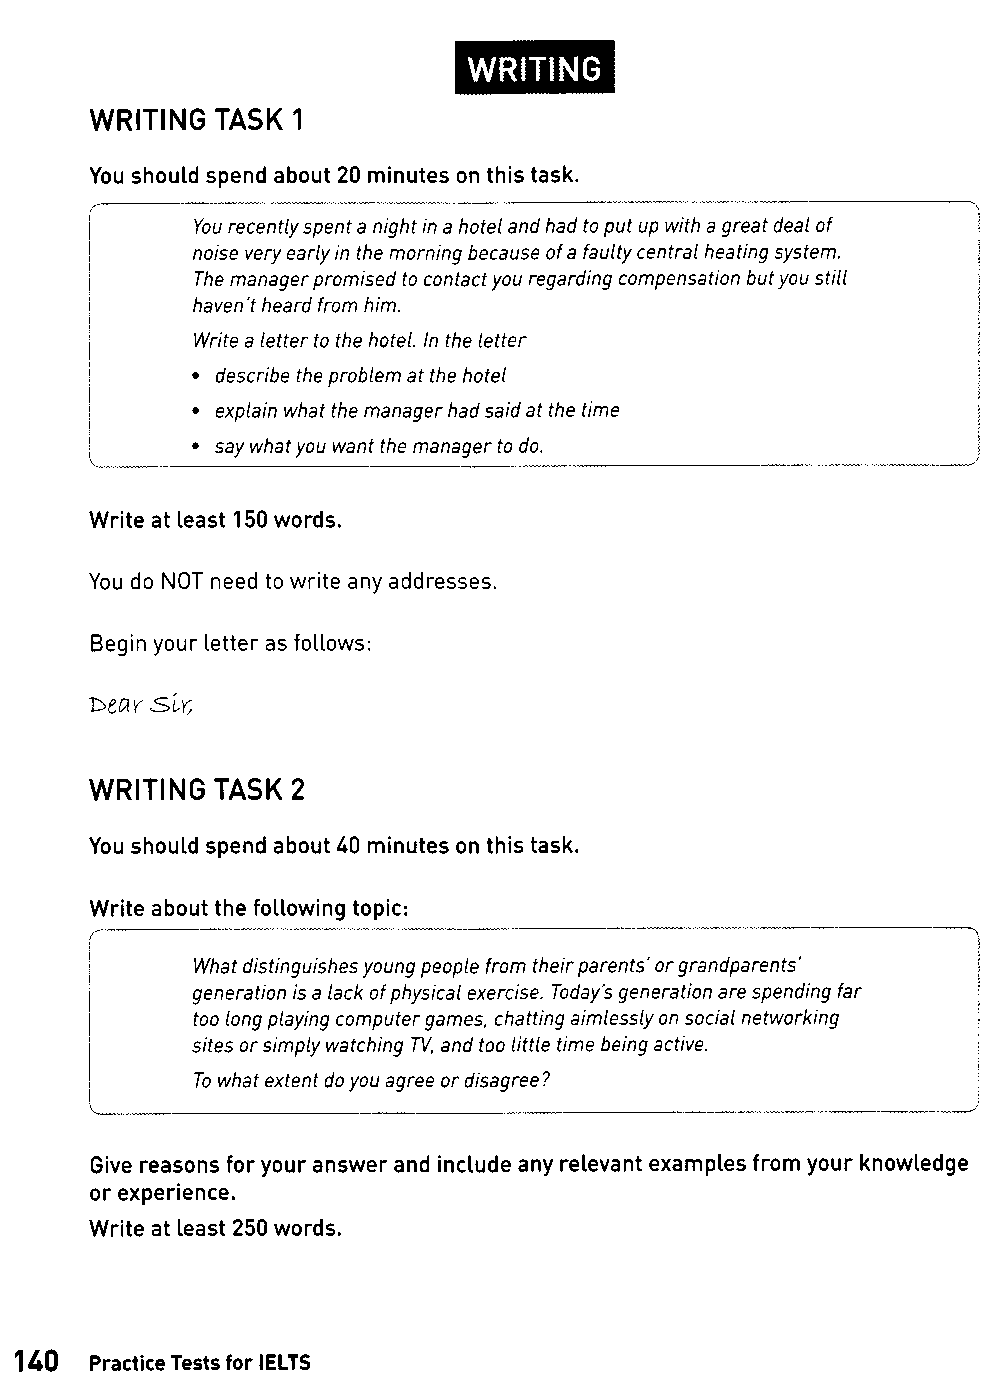 WRITING
WRITING TASK 1
You should spend about 20 minutes on this task.
You recently spent a night in a hotel and had to put up with a great deal of
noise very early in the morning because of a faulty central heating system.
The manager promised to contact you regarding compensation but you still
haven't heard from him.
Write a letter to the hotel. In the letter
• describe the problem at the hotel
• explain what the manager had said at the time
• say what you want the manager to do.
Write at least 150 words.
You do NOT need to write any addresses.
Begin your letter as follows:
Dear Sir,
WRITING TASK 2
You should spend about 40 minutes on this task.
Write about the following topic:
What distinguishes young people from their parents' or grandparents'
generation is a lack of physical exercise. Today's generation are spending far
too long playing computer games, chatting aimlessly on social networking
sites or simply watching TV, and too little time being active.
To what extent do you agree or disagree?
Give reasons for your answer and include any relevant examples from your knowledge
or experience.
Write at least 250 words.
140 Practice Tests for IELTS